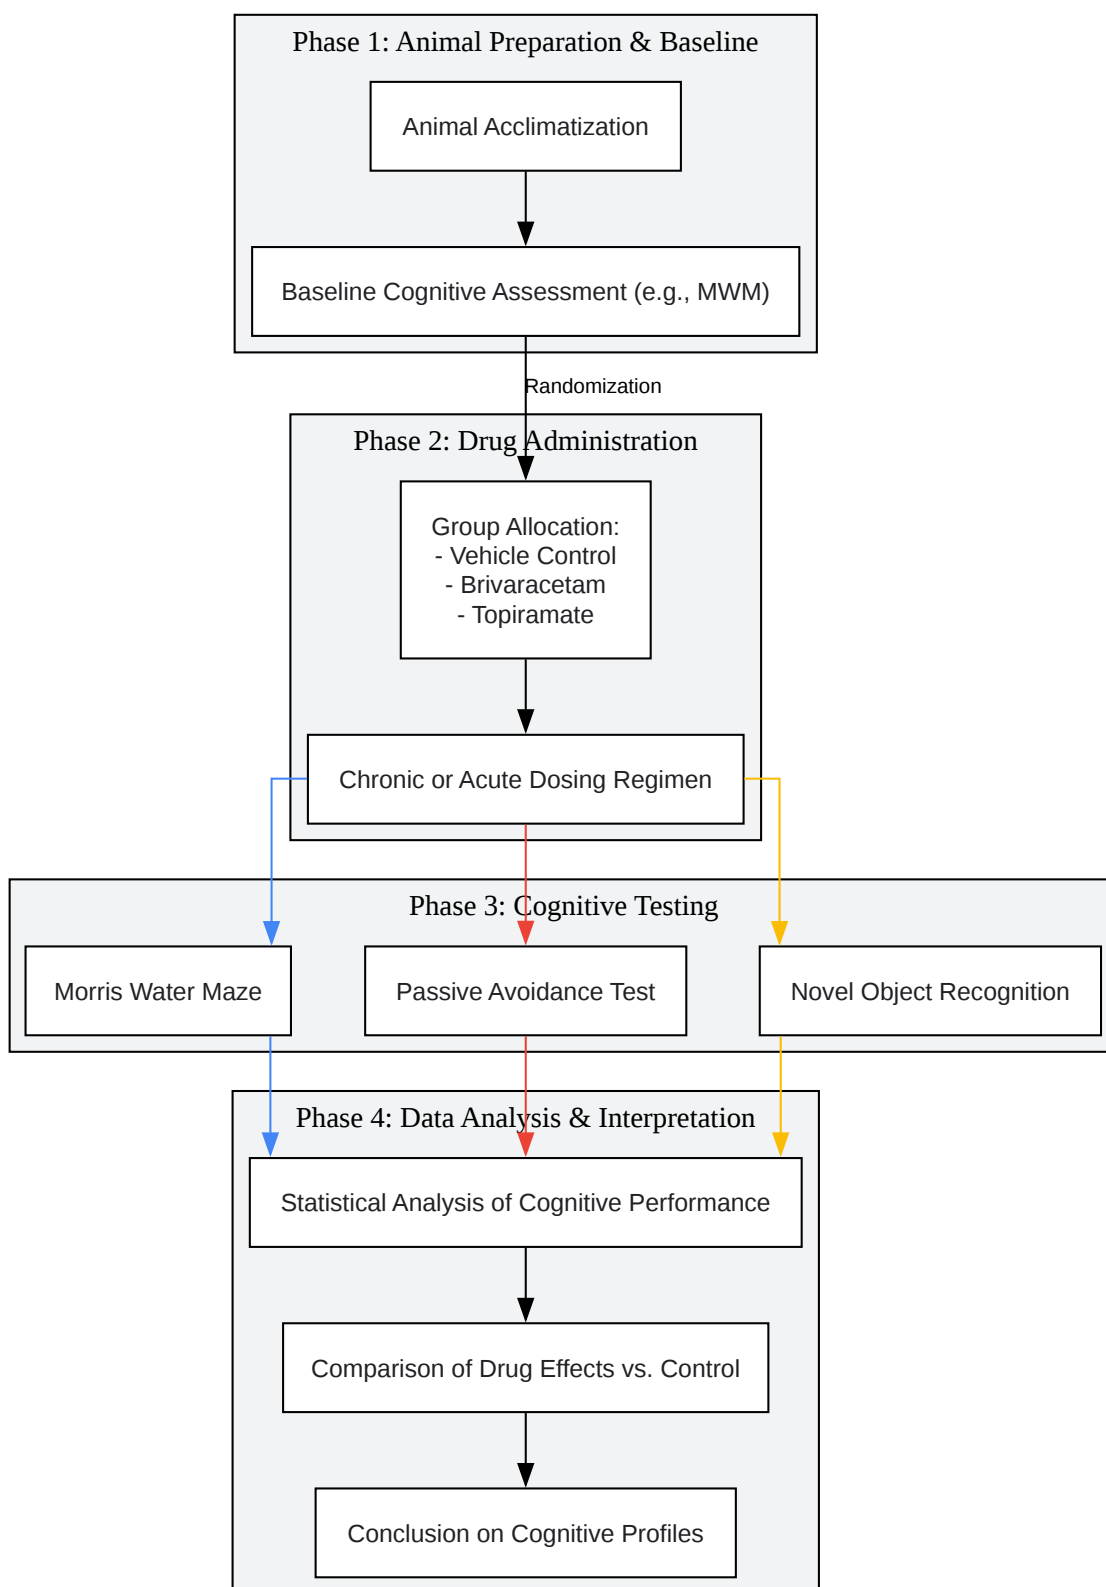 Phase 1: Animal Preparation & Baseline
Animal Acclimatization
Baseline Cognitive Assessment (e.g., MWM)
Randomization
Phase 2: Drug Administration
Group Allocation:
- Vehicle Control
- Brivaracetam
- Topiramate
Chronic or Acute Dosing Regimen
Phase 3: Cognitive Testing
Morris Water Maze
Passive Avoidance Test
Novel Object Recognition
Phase 4: Data Analysis & Interpretation
Statistical Analysis of Cognitive Performance
Comparison of Drug Effects vs. Control
Conclusion on Cognitive Profiles